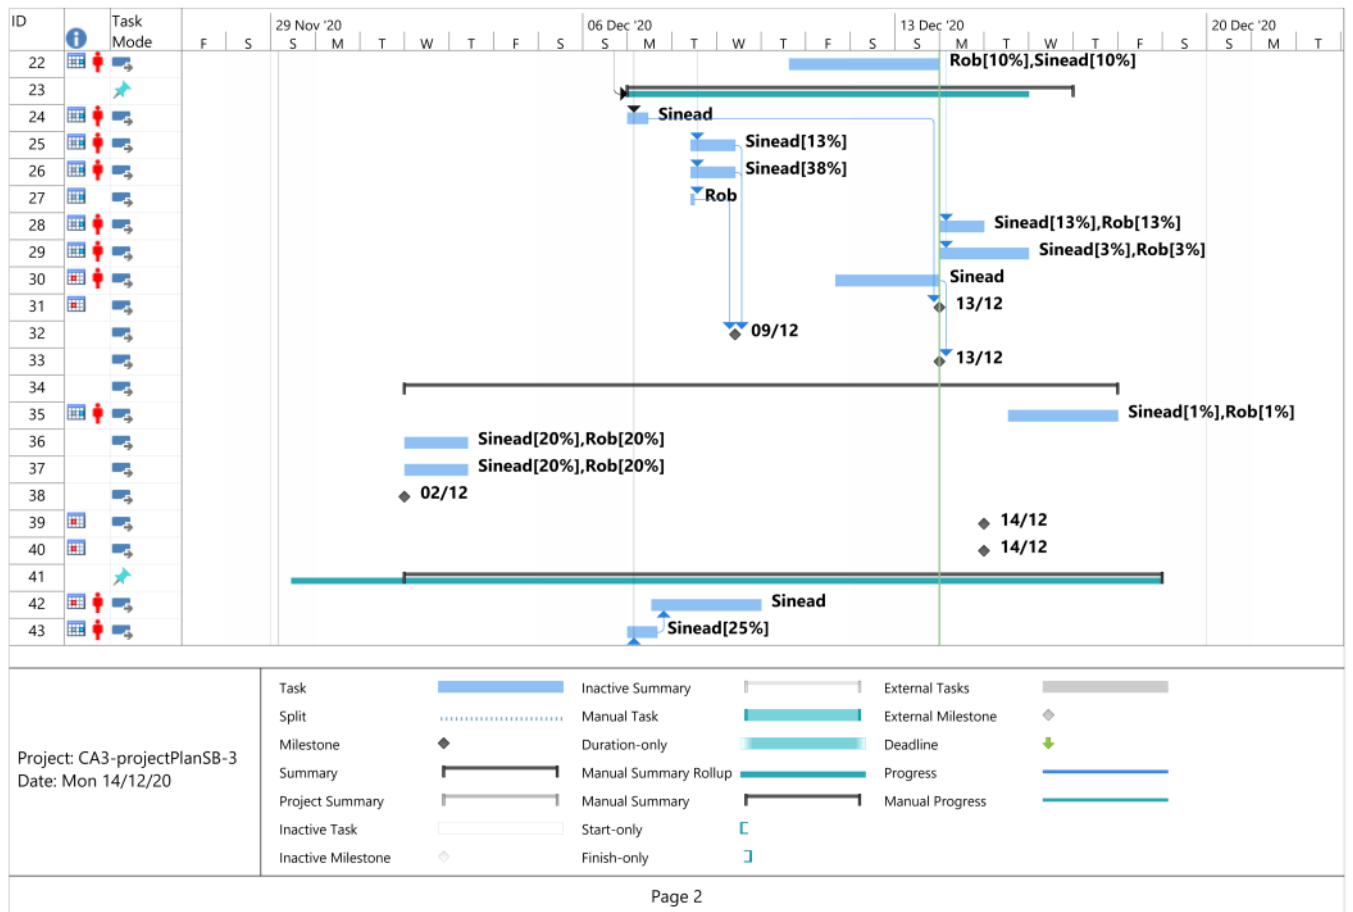 ID Task Mode 29 Nov '20 06 Dec '20 13 Dec '20 20 Dec '20
F S S M T W T F S S M T W T F S S M T W T F S S M T
22 Rob[10%],Sinead[10%]
23
24 Sinead
25 Sinead[13%]
26 Sinead[38%]
27 Rob
28 Sinead[13%],Rob[13%]
29 Sinead[3%],Rob[3%]
30 Sinead
31 13/12
32 09/12
33 13/12
34
35 Sinead[1%],Rob[1%]
36 Sinead[20%],Rob[20%]
37 Sinead[20%],Rob[20%]
38 02/12
39 14/12
40 14/12
41
42 Sinead
43 Sinead[25%]
Project: CA3-projectPlanSB-3
Date: Mon 14/12/20
Task
Split
Milestone
Summary
Project Summary
Inactive Task
Inactive Milestone
Inactive Summary
Manual Task
Duration-only
Manual Summary Rollup
Manual Summary
Start-only
Finish-only
External Tasks
External Milestone
Deadline
Progress
Manual Progress
Page 2